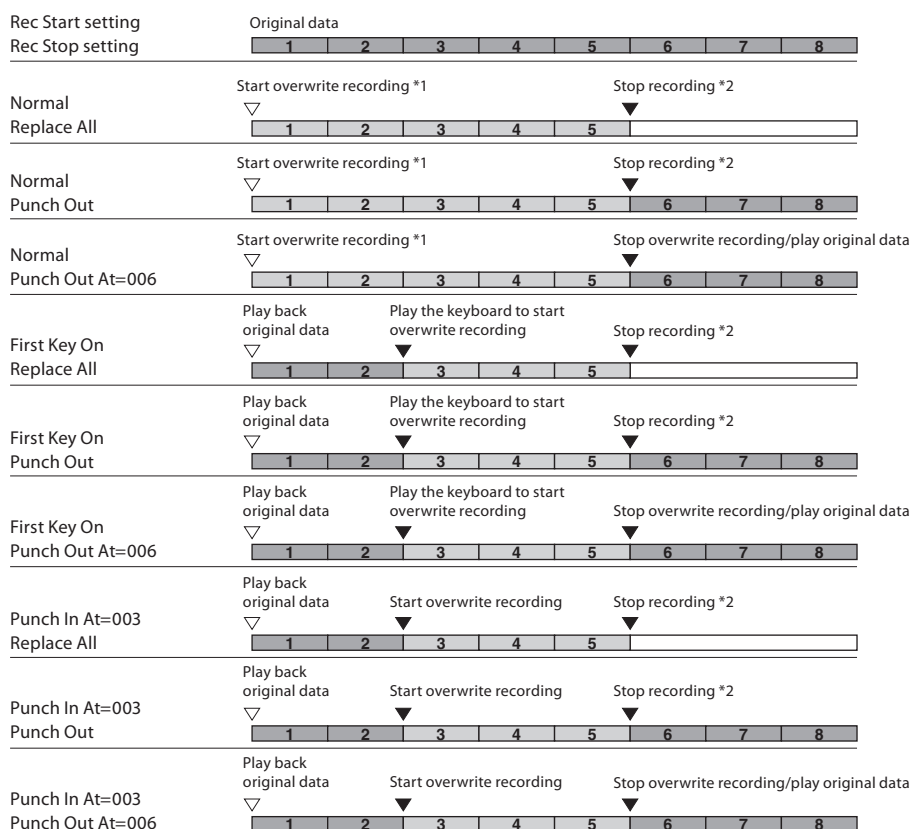 Rec Start setting
Rec Stop setting
Original data
1 2 3 4 5 6 7 8
Normal
Replace All
Start overwrite recording *1 Stop recording *2
1 2 3 4 5
Normal
Punch Out
Start overwrite recording *1 Stop recording *2
1 2 3 4 5 6 7 8
Normal
Punch Out At=006
Start overwrite recording *1 Stop overwrite recording/play original data
1 2 3 4 5 6 7 8
First Key On
Replace All
Play back
original data
Play the keyboard to start
overwrite recording
Stop recording *2
1 2 3 4 5
First Key On
Punch Out
Play back
original data
Play the keyboard to start
overwrite recording
Stop recording *2
1 2 3 4 5 6 7 8
First Key On
Punch Out At=006
Play back
original data
Play the keyboard to start
overwrite recording
Stop overwrite recording/play original data
1 2 3 4 5 6 7 8
Punch In At=003
Replace All
Play back
original data
Start overwrite recording
Stop recording *2
1 2 3 4 5
Punch In At=003
Punch Out
Play back
original data
Start overwrite recording
Stop recording *2
1 2 3 4 5 6 7 8
Punch In At=003
Punch Out At=006
Play back
original data
Start overwrite recording
Stop overwrite recording/play original data
1 2 3 4 5 6 7 8